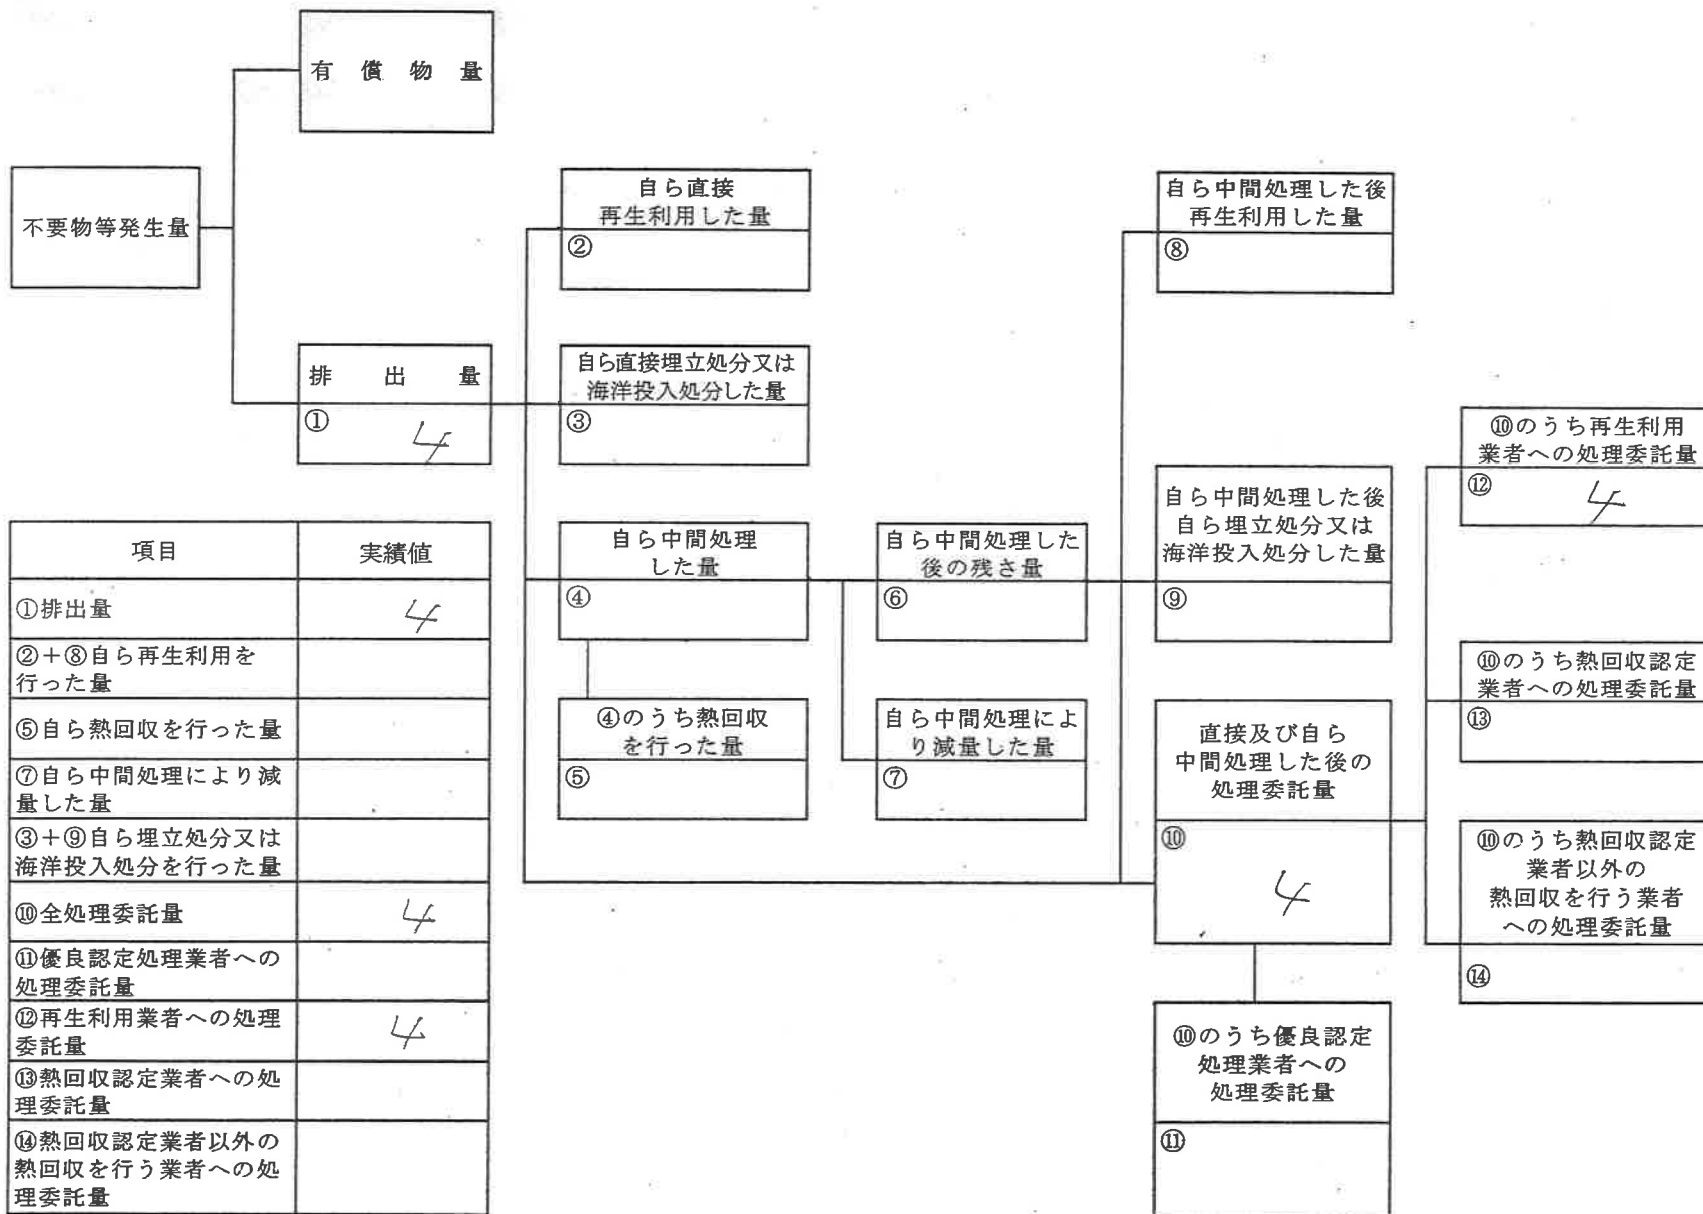 有償物量
不要物等発生量
排出量
①
4
自ら直接
再生利用した量
②
自ら直接埋立処分又は
海洋投入処分した量
③
自ら中間処理
した量
④
④のうち熱回収
を行った量
⑤
自ら中間処理した
後の残さ量
⑥
自ら中間処理によ
り減量した量
⑦
自ら中間処理した後
再生利用した量
⑧
自ら中間処理した後
自ら埋立処分又は
海洋投入処分した量
⑨
直接及び自ら
中間処理した後の
処理委託量
⑩
4
⑩のうち優良認定
処理業者への
処理委託量
⑪
⑩のうち再生利用
業者への処理委託量
⑫
4
⑩のうち熱回収認定
業者への処理委託量
⑬
⑩のうち熱回収認定
業者以外の
熱回収を行う業者
への処理委託量
⑭
項目 実績値
①排出量 4
②+⑧自ら再生利用を
行った量
⑤自ら熱回収を行った量
⑦自ら中間処理により減
量した量
③+⑨自ら埋立処分又は
海洋投入処分を行った量
⑩全処理委託量 4
⑪優良認定処理業者への
処理委託量
⑫再生利用業者への処理
委託量 4
⑬熱回収認定業者への処
理委託量
⑭熱回収認定業者以外の
熱回収を行う業者への処
理委託量